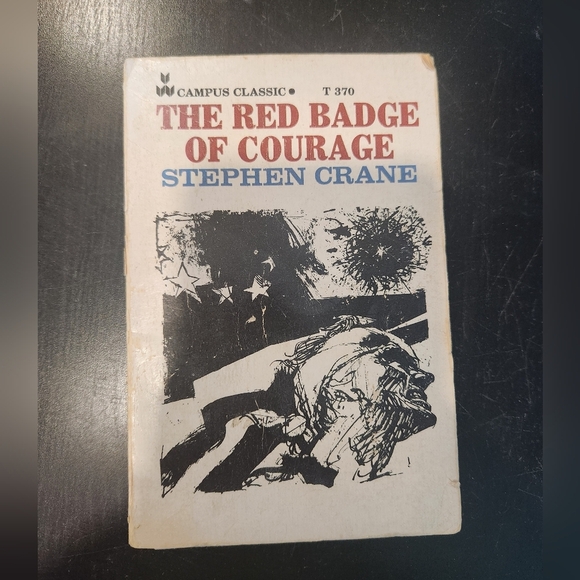 CAMPUS CLASSIC • T 370
THE RED BADGE
OF COURAGE
STEPHEN CRANE